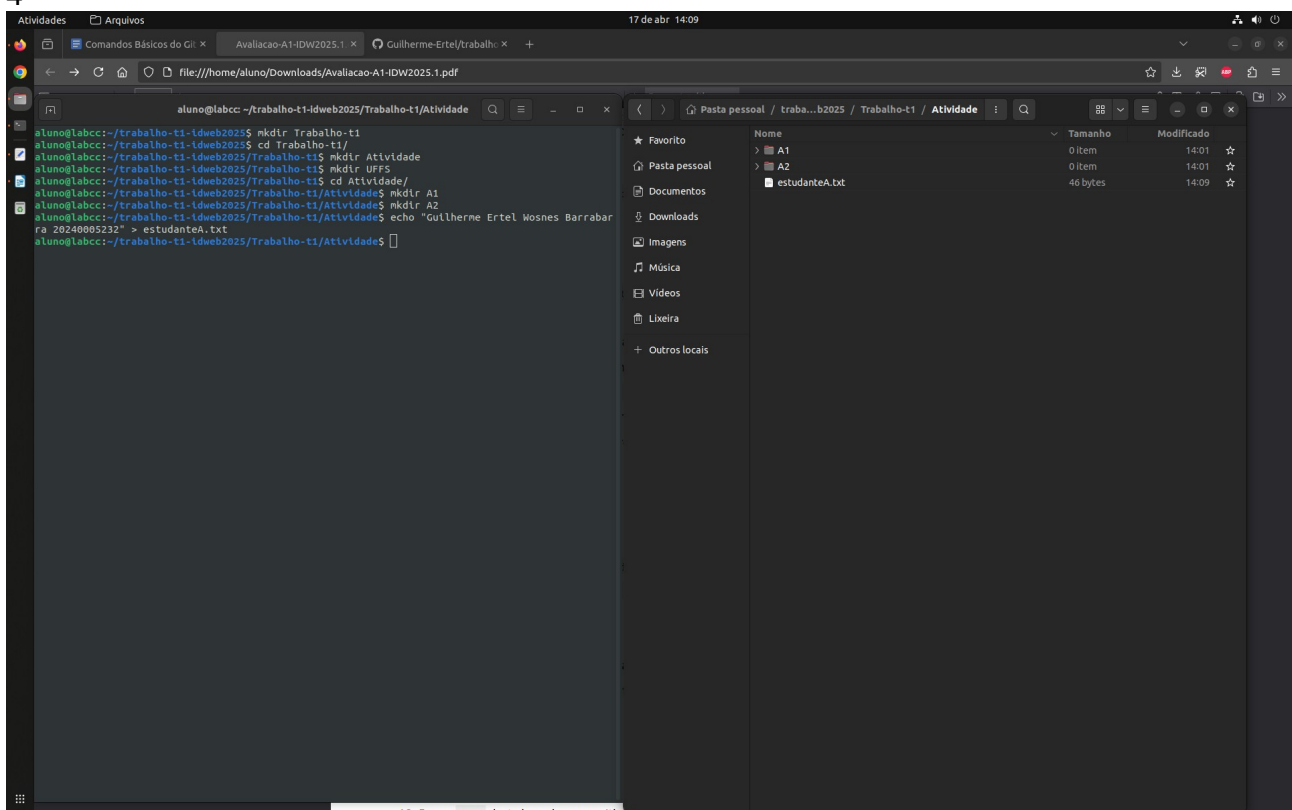 Atividades
Arquivos
17 de abr 14:09
Comandos Básicos do Git ×
Avaliacao-A1-IDW2025.1 ×
Guilherme-Ertel/trabalho ×
+
file:///home/aluno/Downloads/Avaliacao-A1-IDW2025.1.pdf
aluno@labcc: ~/trabalho-t1-idweb2025/Trabalho-t1/Atividade
aluno@labcc:~/trabalho-t1-idweb2025$ mkdir Trabalho-t1
aluno@labcc:~/trabalho-t1-idweb2025$ cd Trabalho-t1/
aluno@labcc:~/trabalho-t1-idweb2025/Trabalho-t1$ mkdir Atividade
aluno@labcc:~/trabalho-t1-idweb2025/Trabalho-t1$ mkdir UFFS
aluno@labcc:~/trabalho-t1-idweb2025/Trabalho-t1$ cd Atividade/
aluno@labcc:~/trabalho-t1-idweb2025/Trabalho-t1/Atividade$ mkdir A1
aluno@labcc:~/trabalho-t1-idweb2025/Trabalho-t1/Atividade$ mkdir A2
aluno@labcc:~/trabalho-t1-idweb2025/Trabalho-t1/Atividade$ echo "Guilherme Ertel Wosnes Barrabar
ra 20240005232" > estudanteA.txt
aluno@labcc:~/trabalho-t1-idweb2025/Trabalho-t1/Atividade$
Pasta pessoal / traba...b2025 / Trabalho-t1 / Atividade
Favorito
Pasta pessoal
Documentos
Downloads
Imagens
Música
Vídeos
Lixeira
+ Outros locais
Nome Tamanho Modificado
A1 0 item 14:01
A2 0 item 14:01
estudanteA.txt 46 bytes 14:09